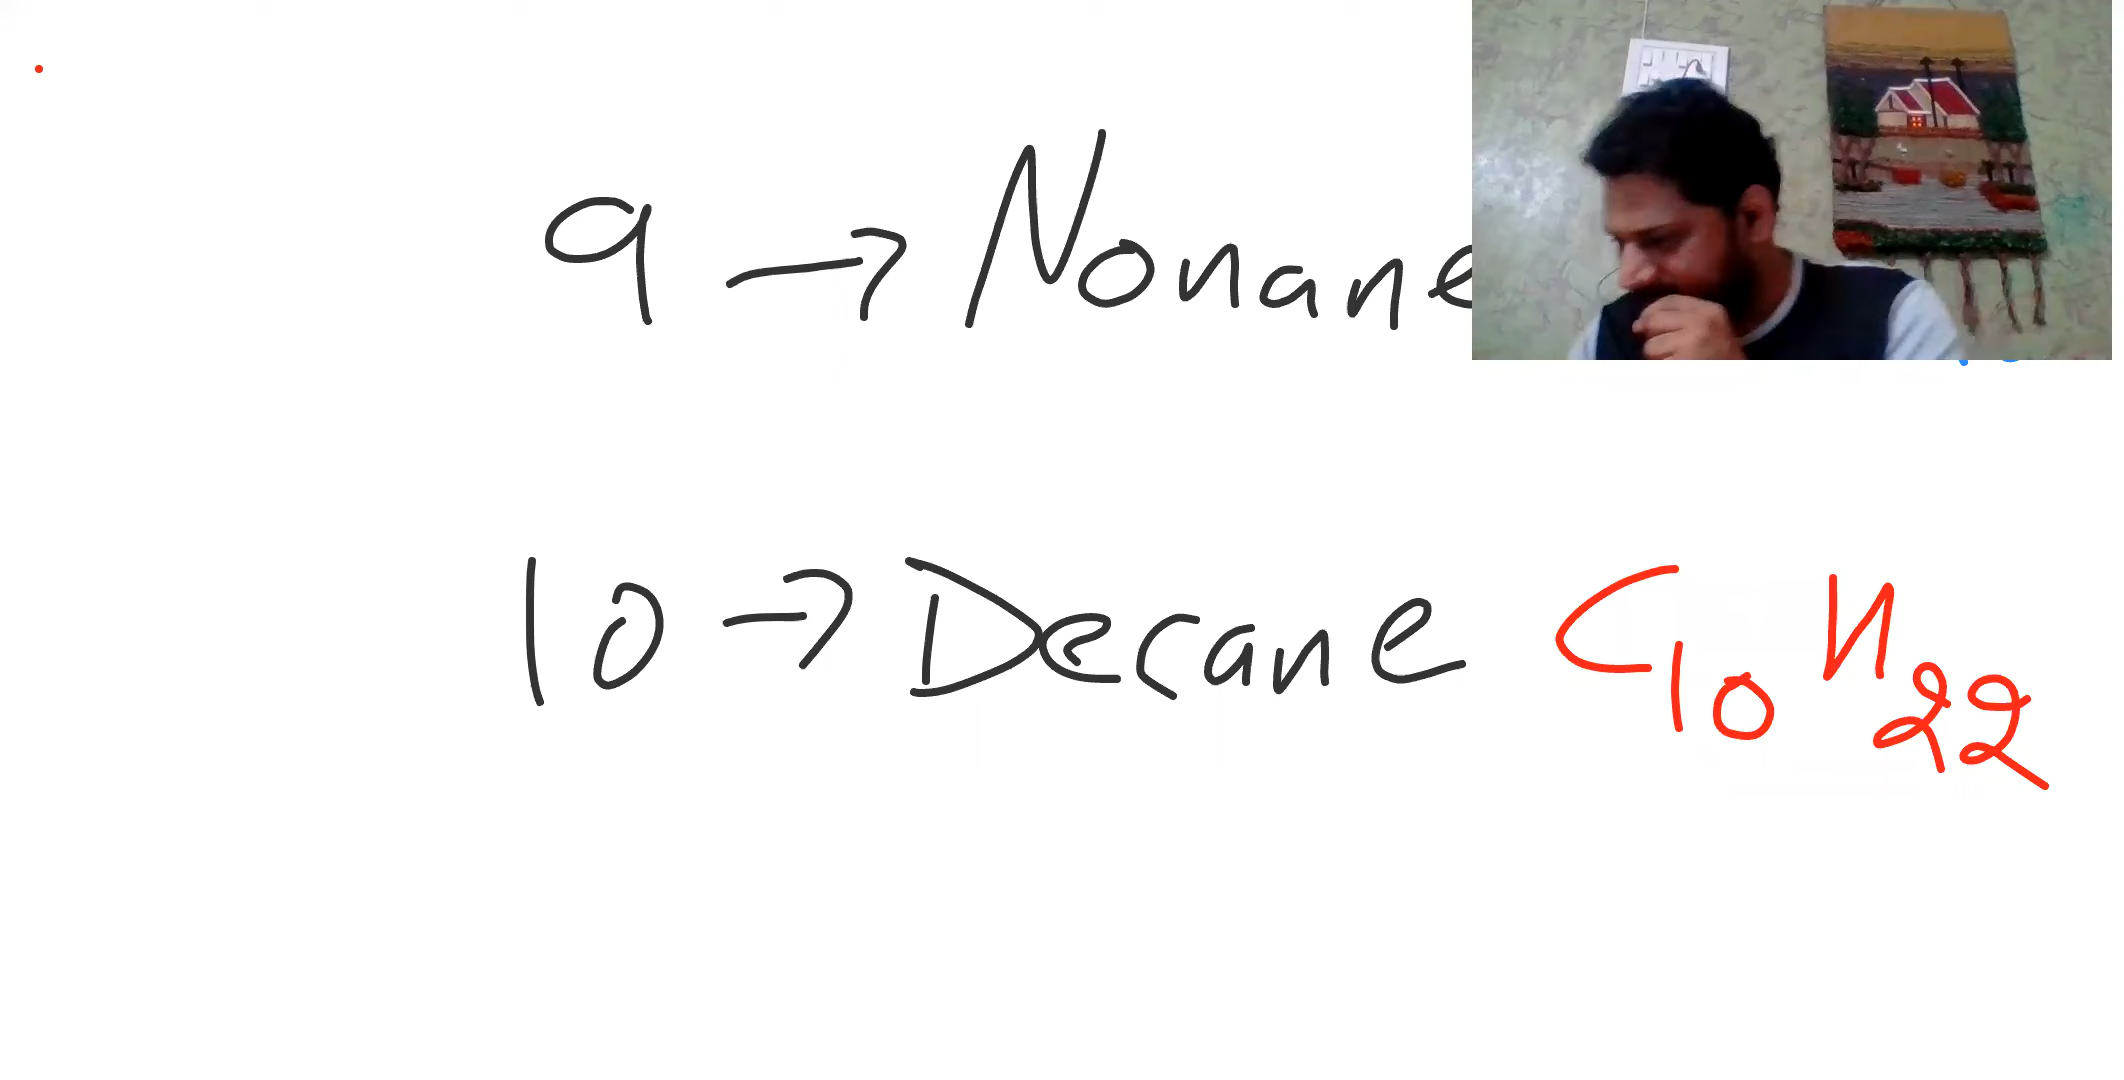 9 → Nonane
10 → Decane C₁₀H₂₂